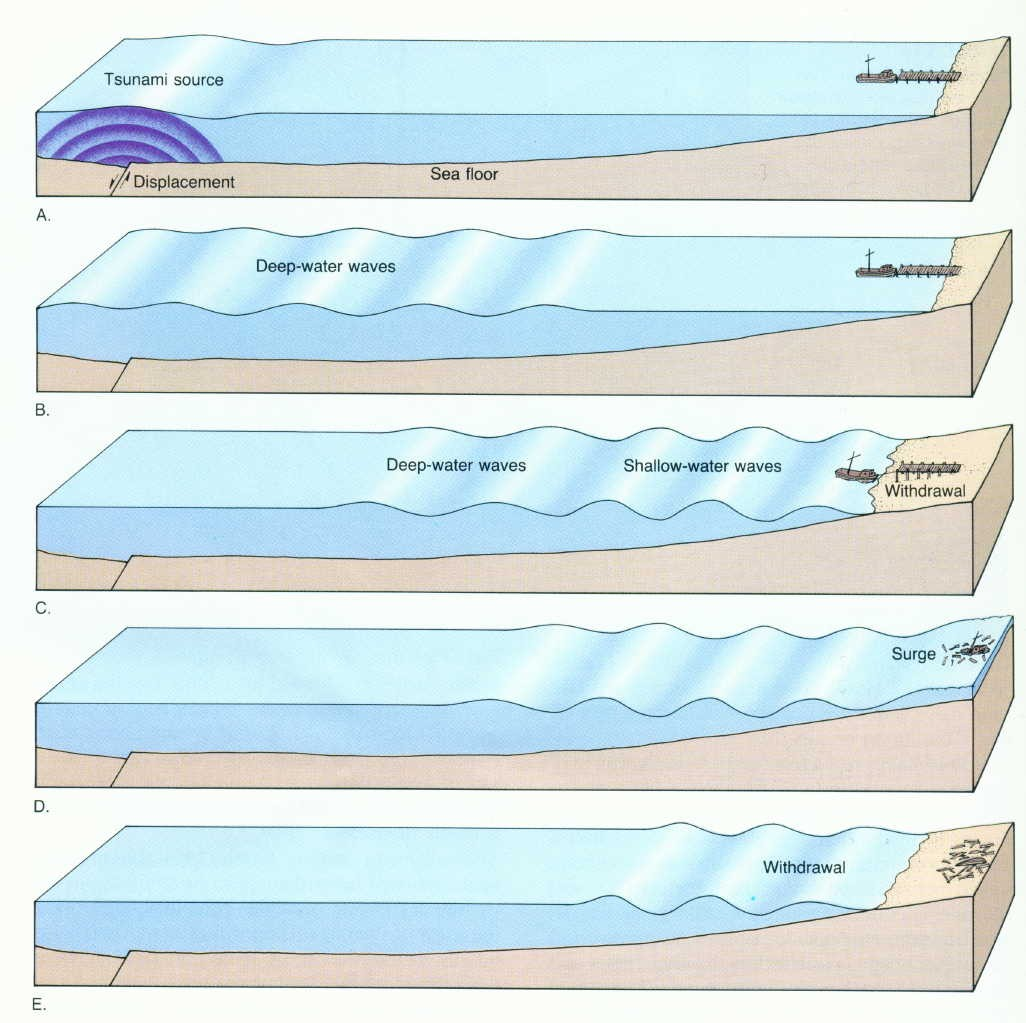 Tsunami source
Displacement
Sea floor
A.
Deep-water waves
B.
Deep-water waves
Shallow-water waves
Withdrawal
C.
Surge
D.
Withdrawal
E.